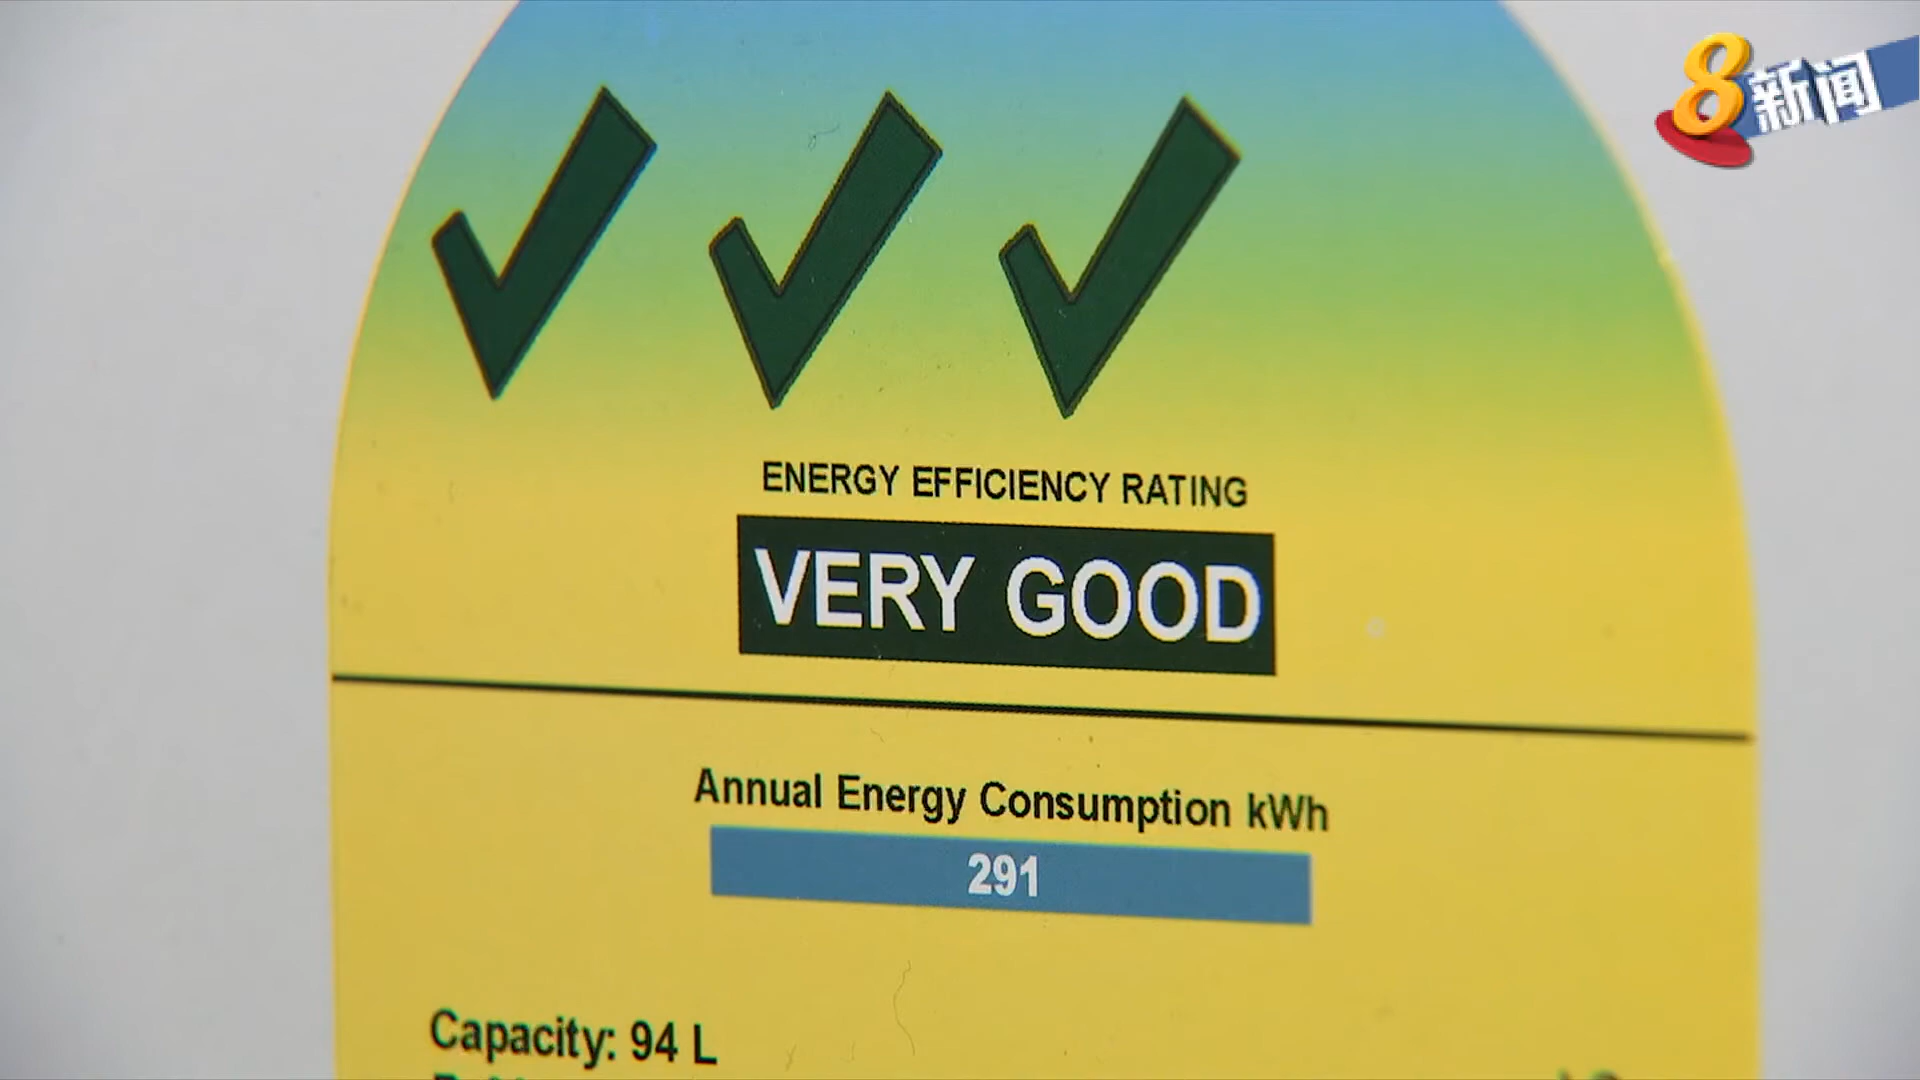 8新闻
ENERGY EFFICIENCY RATING
VERY GOOD
Annual Energy Consumption kWh
291
Capacity: 94 L